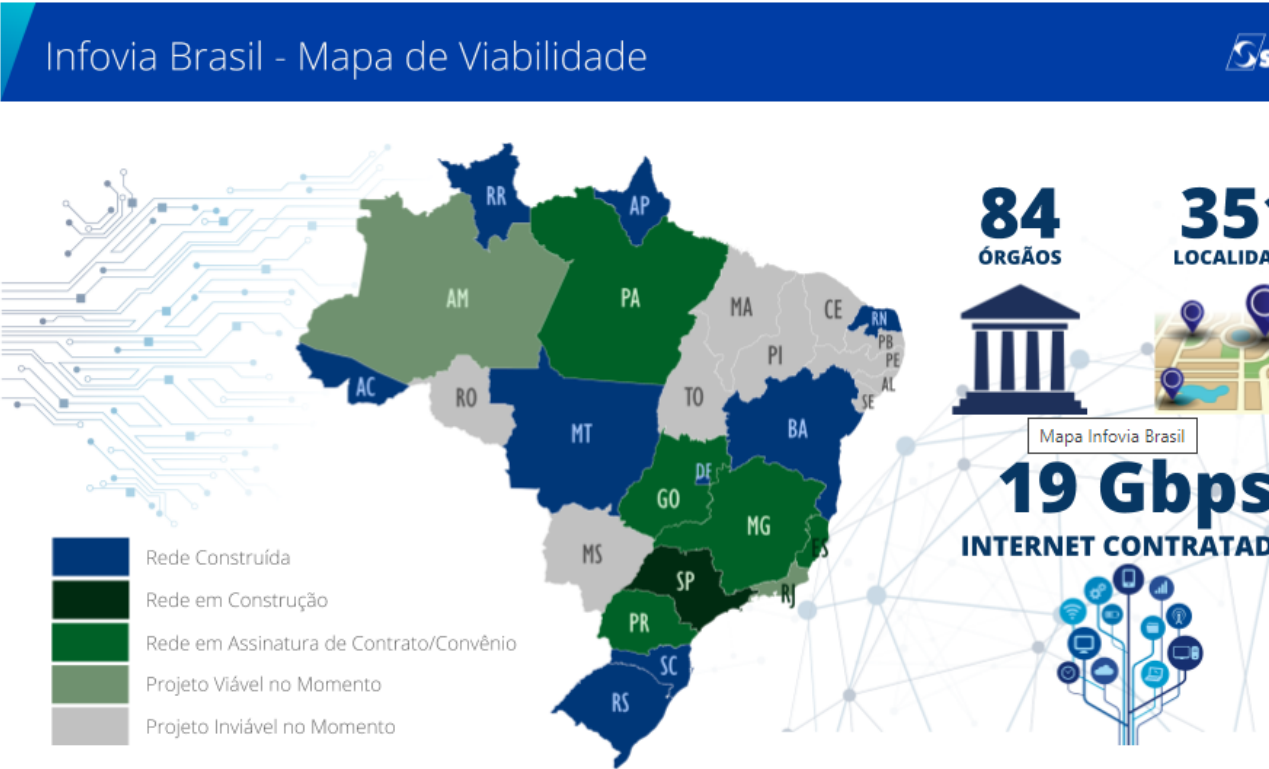 Infovia Brasil - Mapa de Viabilidade
RR
AP
84
ÓRGÃOS
AM
PA
MA
CE
RN
PB
PE
PI
AL
SE
AC
RO
TO
MT
BA
Mapa Infovia Brasil
DF
GO
19 Gbps
MG
INTERNET
ES
MS
SP
RJ
PR
SC
RS
Rede Construída
Rede em Construção
Rede em Assinatura de Contrato/Convênio
Projeto Viável no Momento
Projeto Inviável no Momento